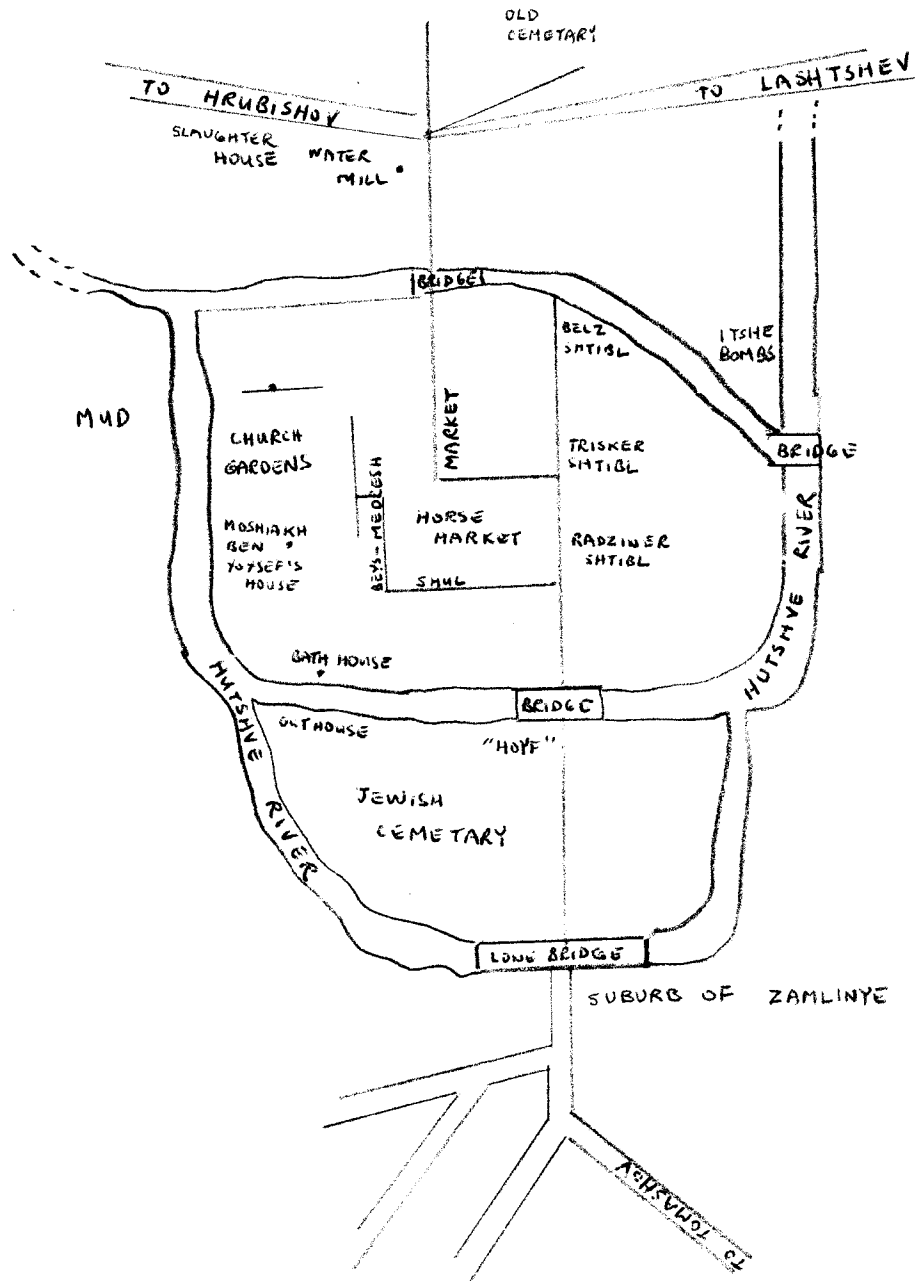 OLD
CEMETARY
TO HRUBISHOV
TO LASHTSHEV
SLAUGHTER
HOUSE
WATER
MILL
BRIDGE
BELZ
SHTIBL
ITSHE
BOMBS
MUD
CHURCH
GARDENS
MARKET
TRISKER
SHTIBL
BRIDGE
BEYS-MEDRESH
HORSE
MARKET
MOSHIAKH
BEN
YOYSEF'S
HOUSE
RADZINER
SHTIBL
SHUL
HUTSHVE RIVER
BATH HOUSE
BRIDGE
OUTHOUSE
"HOYF"
HUTSHVE RIVER
JEWISH
CEMETARY
LONG BRIDGE
SUBURB OF ZAMLINYE
TO TOMASHOV